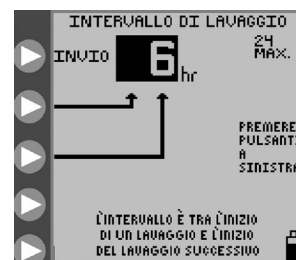 INTERVALLO DI LAVAGGIO
INVIO 6 hr
24
MAX.
PREMERE
PULSANTI
A
SINISTRA
L'INTERVALLO È TRA L'INIZIO
DI UN LAVAGGIO E L'INIZIO
DEL LAVAGGIO SUCCESSIVO